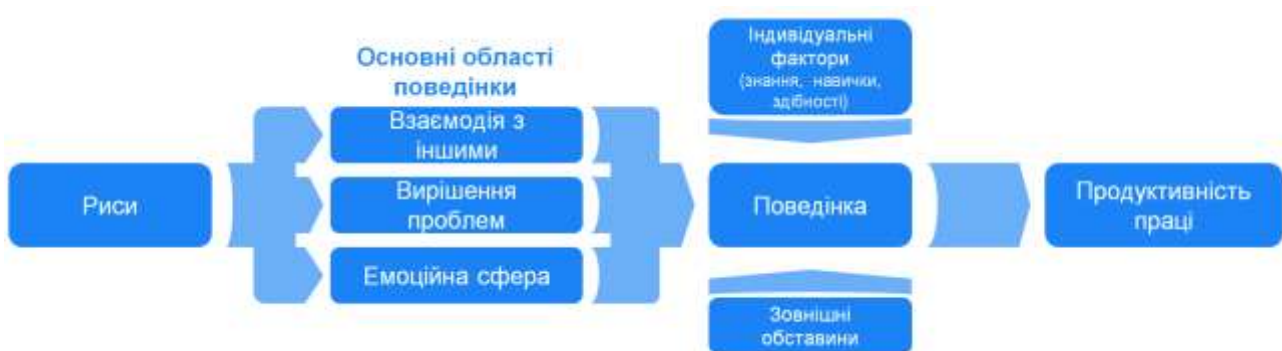 Основні області
поведінки
Індивідуальні
фактори
(знання, навички,
здібності)
Взаємодія з
іншими
Риси
Вирішення
проблем
Поведінка
Продуктивність
праці
Емоційна сфера
Зовнішні
обставини